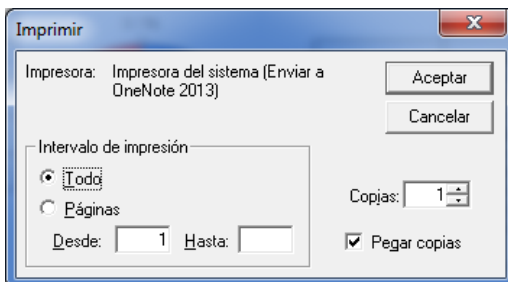 Imprimir
Impresora: Impresora del sistema (Enviar a
OneNote 2013)
Aceptar
Cancelar
Intervalo de impresión
Todo
Páginas
Desde: 1 Hasta:
Copias: 1
Pegar copias